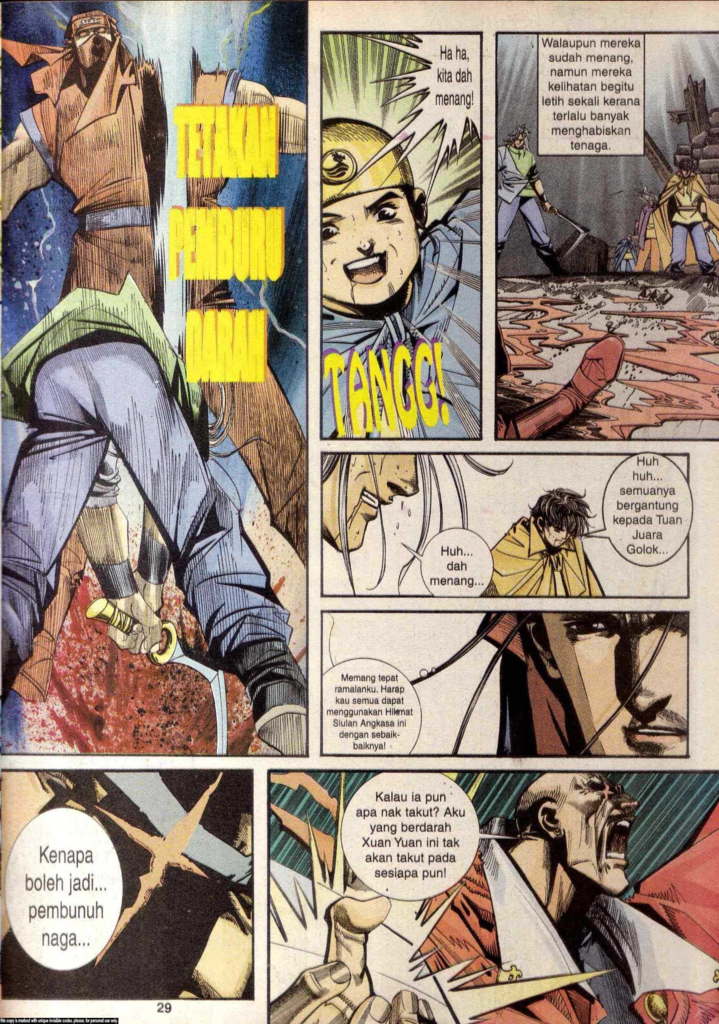 TETAKAN
PEMBURU
DARAH
Ha ha,
kita dah
menang!
TANGG!
Walaupun mereka
sudah menang,
namun mereka
kelihatan begitu
letih sekali kerana
terlalu banyak
menghabiskan
tenaga.
Huh...
dah
menang...
Huh
huh...
semuanya
bergantung
kepada Tuan
Juara
Golok...
Memang tepat
ramalanku. Harap
kau semua dapat
menggunakan Hikmat
Siulan Angkasa ini
dengan sebaik-
baiknya!
Kenapa
boleh jadi...
pembunuh
naga...
Kalau ia pun
apa nak takut? Aku
yang berdarah
Xuan Yuan ini tak
akan takut pada
sesiapa pun!
29